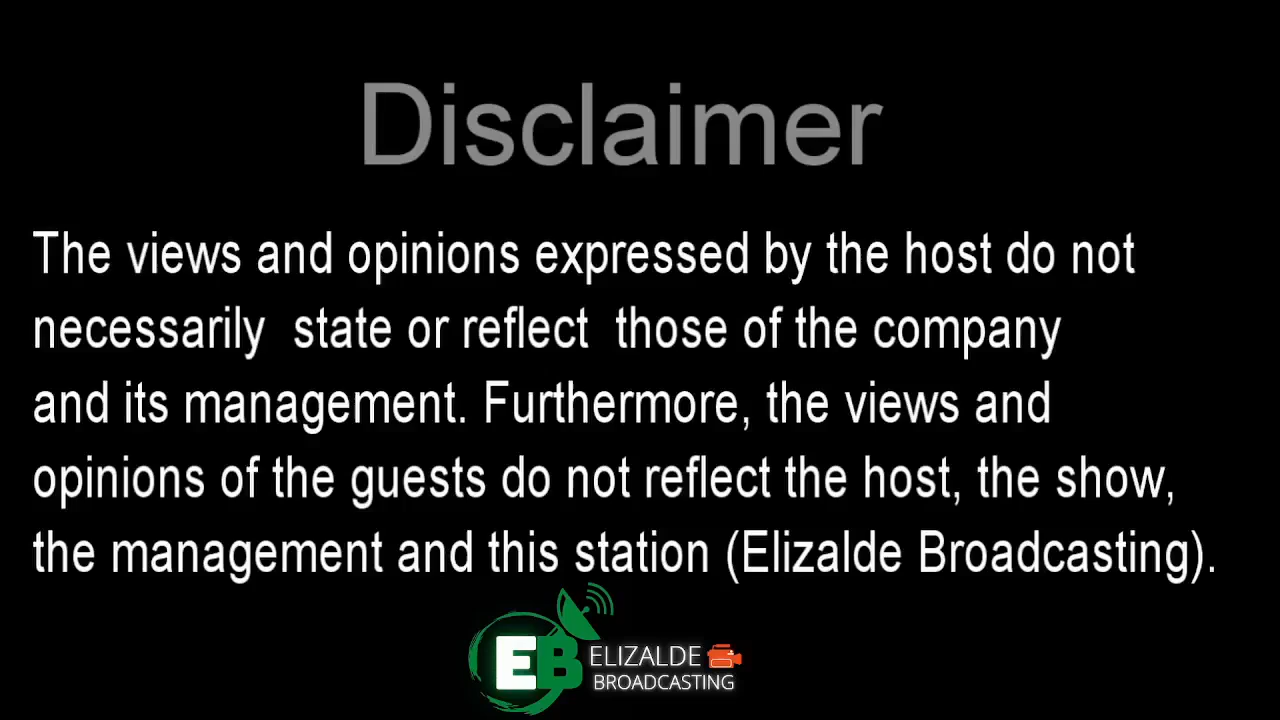 Disclaimer
The views and opinions expressed by the host do not
necessarily  state or reflect  those of the company
and its management. Furthermore, the views and
opinions of the guests do not reflect the host, the show,
the management and this station (Elizalde Broadcasting).
EB ELIZALDE
BROADCASTING